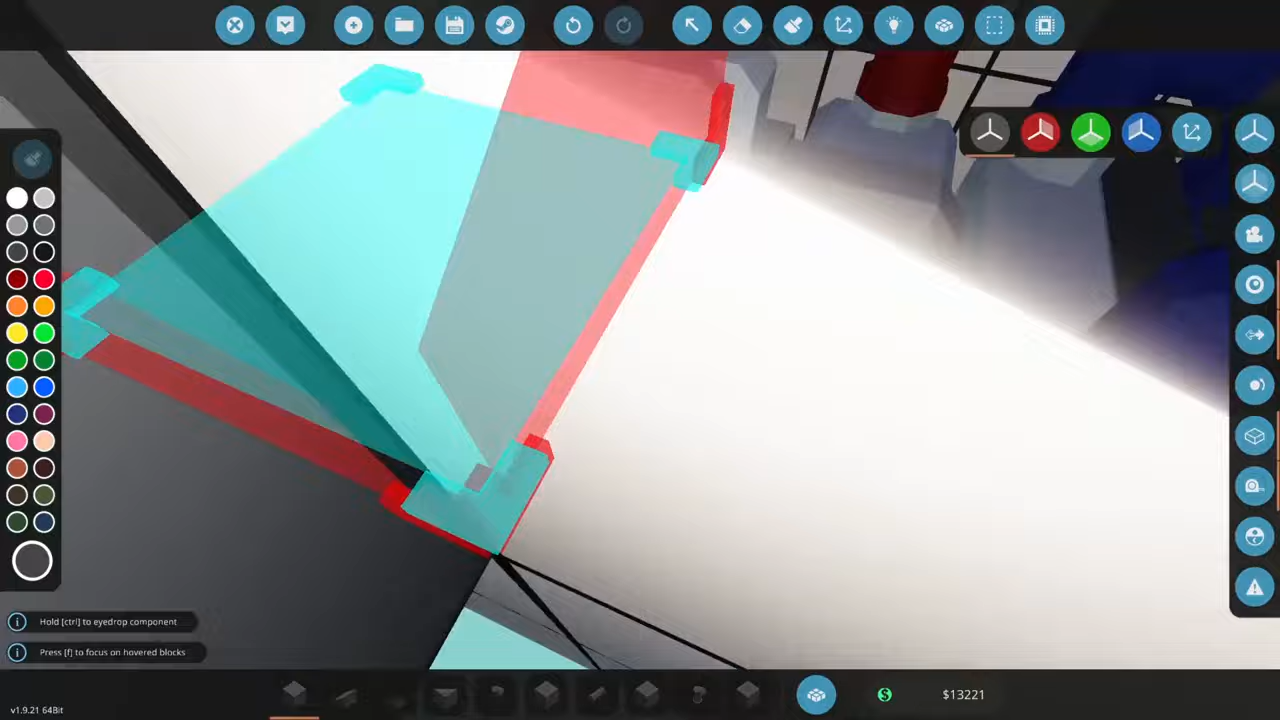 Hold [ctrl] to eyedrop component
Press [f] to focus on hovered blocks
$ $13221
v1.9.21 64Bit